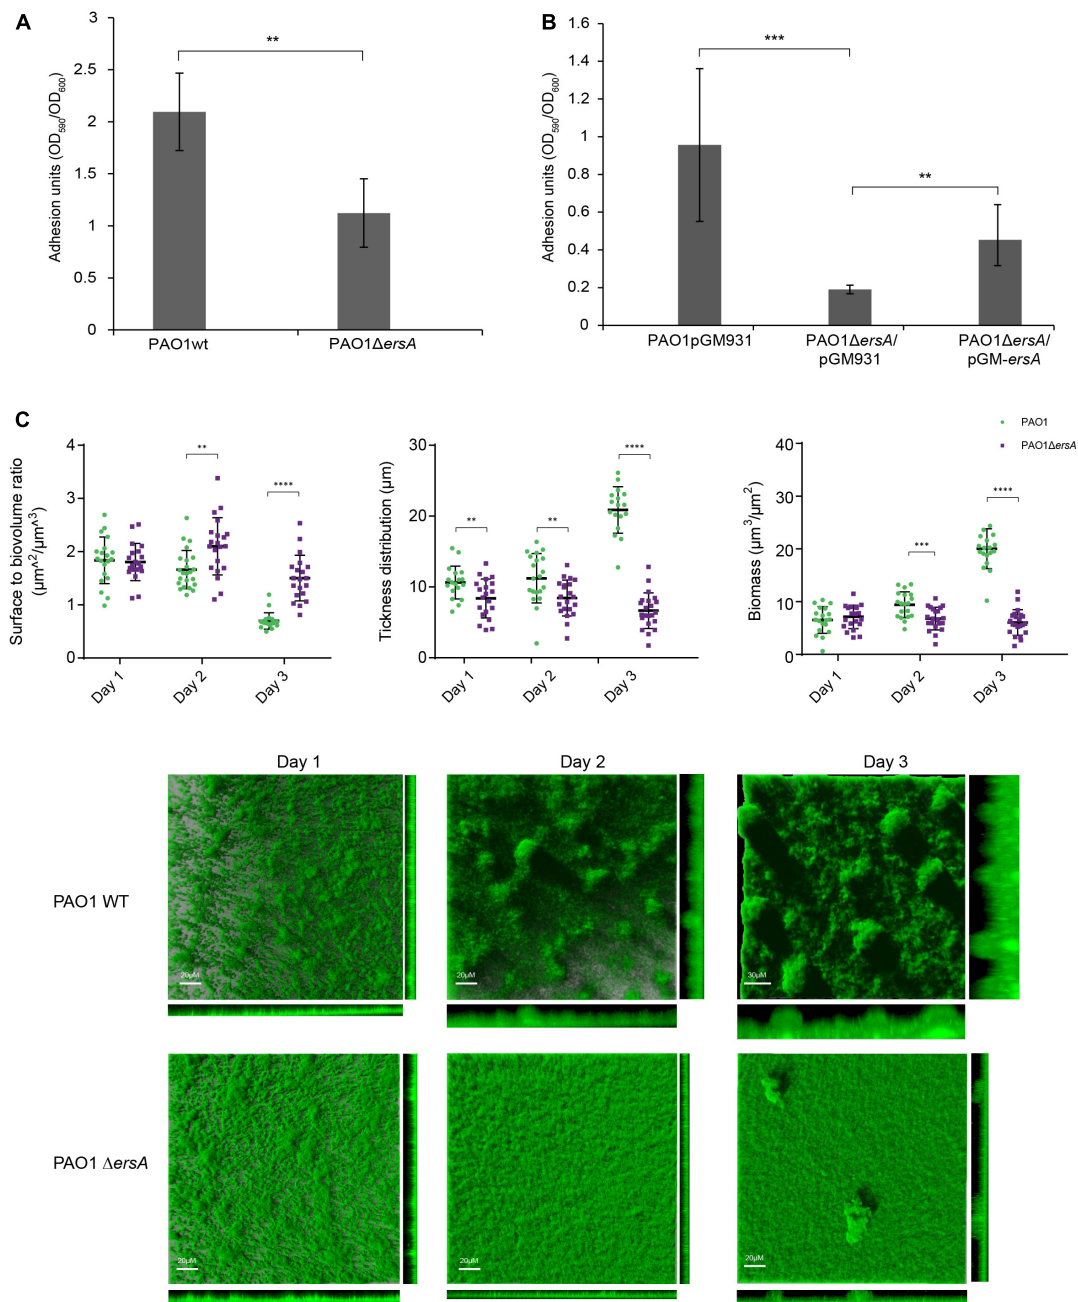 A
3
2.5
2
1.5
1
0.5
0
Adhesion units (OD590/OD600)
**
PAO1wt
PAO1ΔersA
B
1.6
1.4
1.2
1
0.8
0.6
0.4
0.2
0
Adhesion units (OD590/OD600)
***
**
PAO1pGM931
PAO1ΔersA/
pGM931
PAO1ΔersA/
pGM-ersA
C
PAO1
PAO1ΔersA
Surface to biovolume ratio
(µm^2/µm^3)
4
3
2
1
0
**
****
Day 1
Day 2
Day 3
Tickness distribution (µm)
30
20
10
0
**
**
****
Day 1
Day 2
Day 3
Biomass (µm3/µm2)
40
30
20
10
0
***
****
Day 1
Day 2
Day 3
Day 1
Day 2
Day 3
PAO1 WT
20µM
20µM
30µM
PAO1 ΔersA
20µM
20µM
20µM